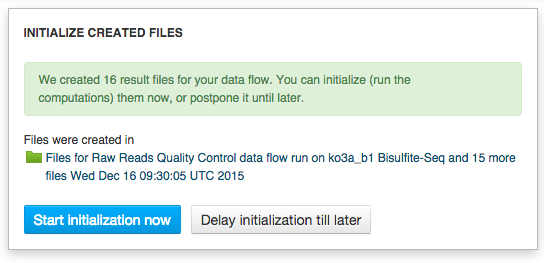 INITIALIZE CREATED FILES
We created 16 result files for your data flow. You can initialize (run the
computations) them now, or postpone it until later.
Files were created in
Files for Raw Reads Quality Control data flow run on ko3a_b1 Bisulfite-Seq and 15 more
files Wed Dec 16 09:30:05 UTC 2015
Start initialization now
Delay initialization till later